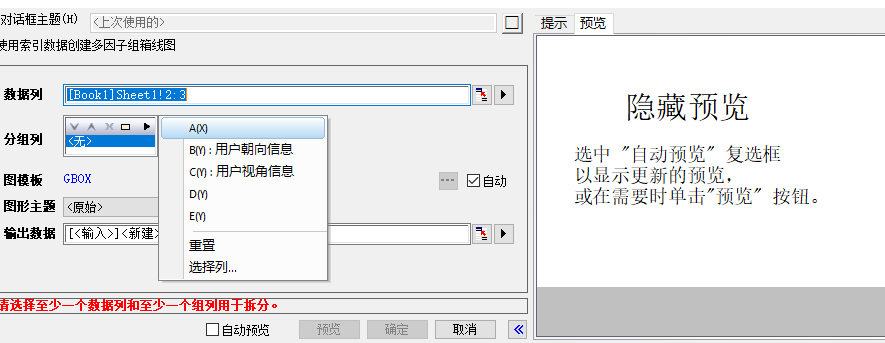 对话框主题(H) <上次使用的>
使用索引数据创建多因子组箱线图
数据列 [Book1]Sheet1!2:3
分组列
<无>
A(X)
B(Y) : 用户朝向信息
C(Y) : 用户视角信息
D(Y)
E(Y)
重置
选择列...
图模板 GBOX 自动
图形主题 <原始>
输出数据 [<输入>]<新建>
请选择至少一个数据列和至少一个组列用于拆分。
自动预览 预览 确定 取消
提示 预览
隐藏预览
选中 "自动预览" 复选框
以显示更新的预览，
或在需要时单击"预览" 按钮。